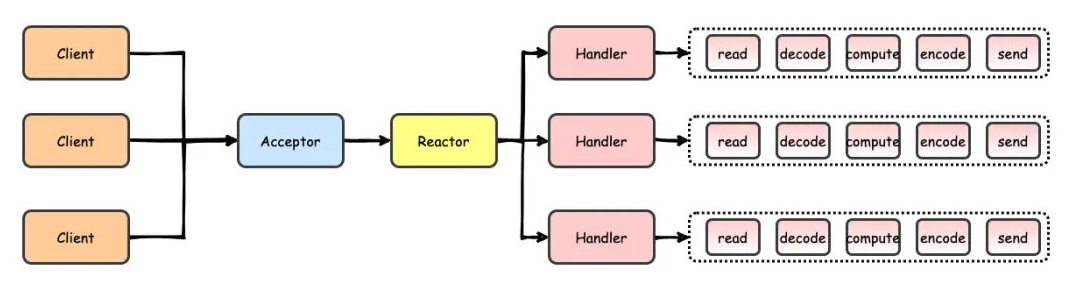 Client
Handler
read decode compute encode send
Client
Acceptor
Reactor
Handler
read decode compute encode send
Client
Handler
read decode compute encode send